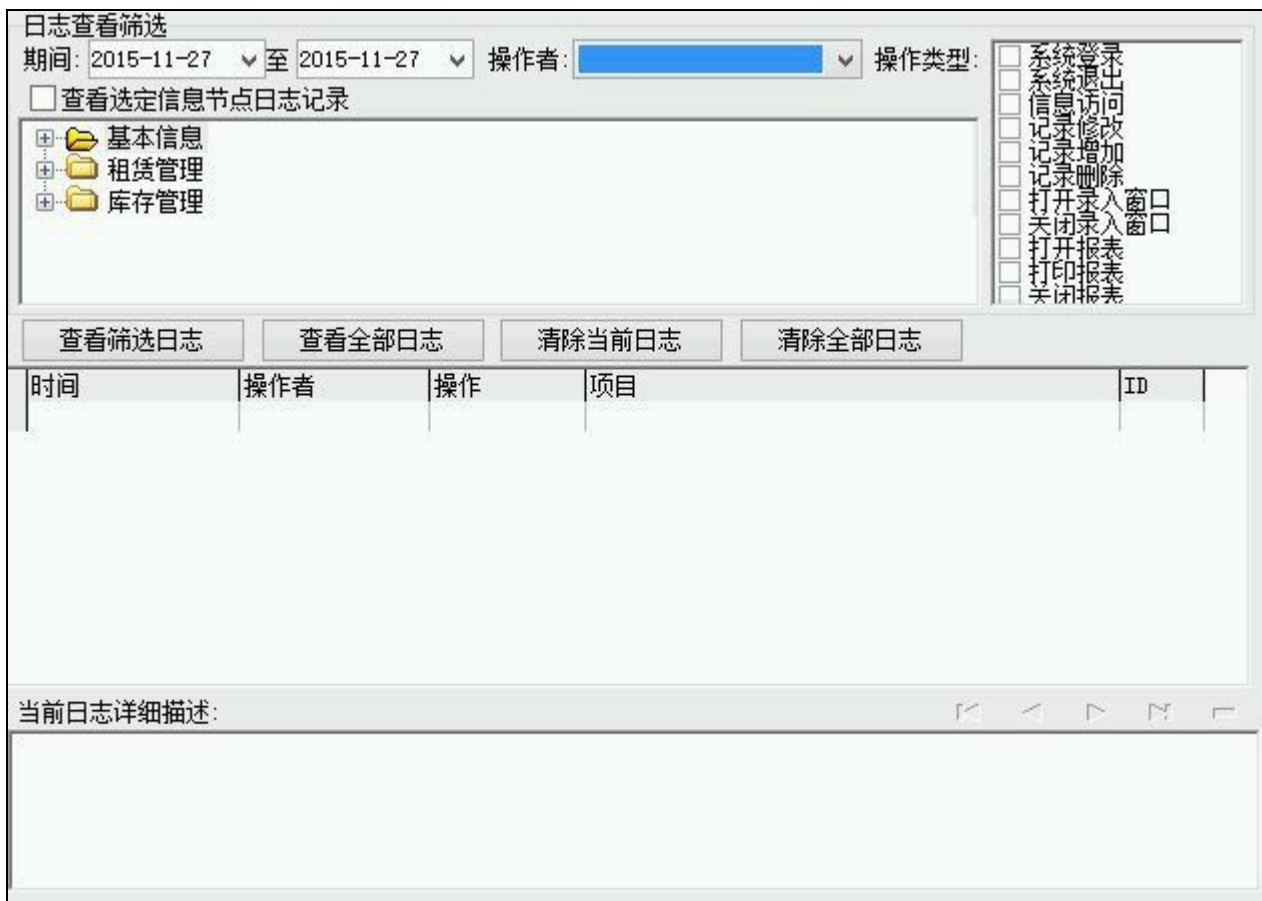 日志查看筛选
期间: 2015-11-27 至 2015-11-27 操作者: 操作类型:
系统登录
系统退出
信息访问
记录修改
记录增加
记录删除
打开录入窗口
关闭录入窗口
打开报表
打印报表
关闭报表
查看选定信息节点日志记录
基本信息
租赁管理
库存管理
查看筛选日志 查看全部日志 清除当前日志 清除全部日志
时间 操作者 操作 项目 ID
当前日志详细描述: